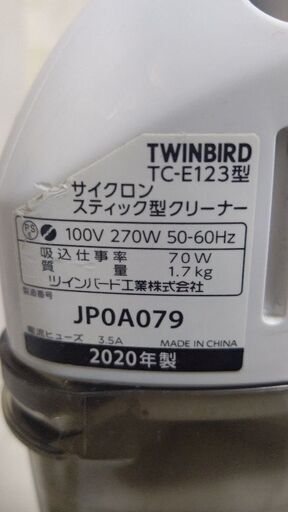 TWINBIRD
TC-E123型
サイクロン
スティック型クリーナー
PS
E
100V 270W 50-60Hz
吸込仕事率 70W
質量 1.7kg
ツインバード工業株式会社
製造番号
JP0A079
電流ヒューズ 3.5A MADE IN CHINA
2020年製